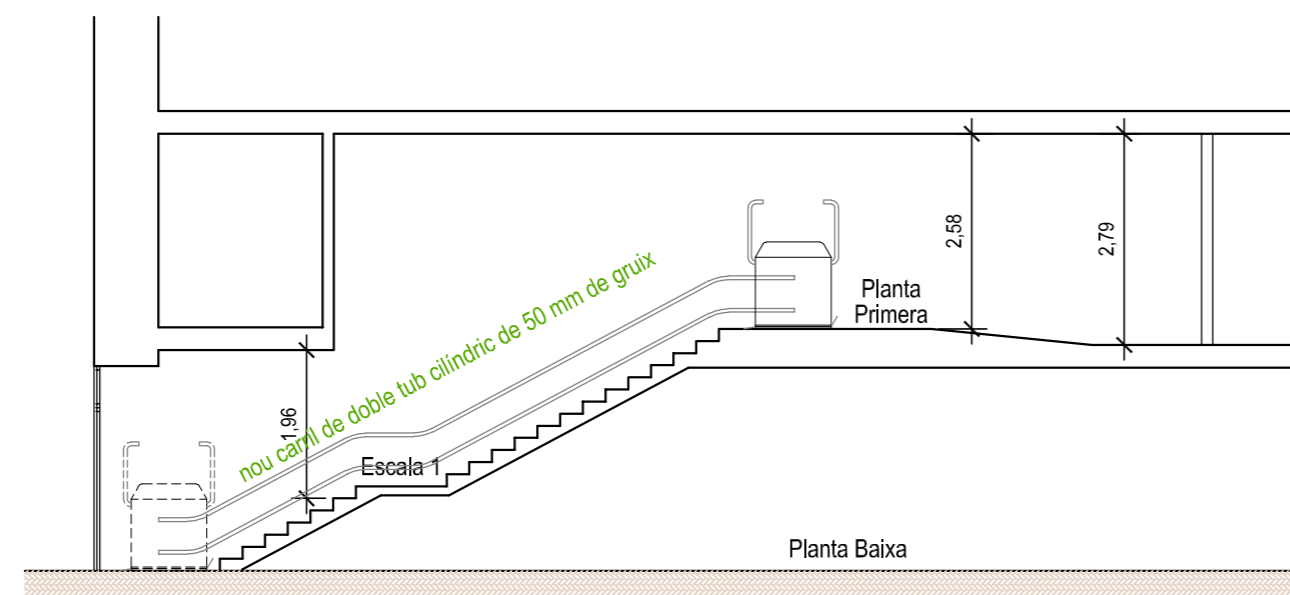 2,58
2,79
Planta
Primera
nou carril de doble tub cilíndric de 50 mm de gruix
1,96
Escala 1
Planta Baixa